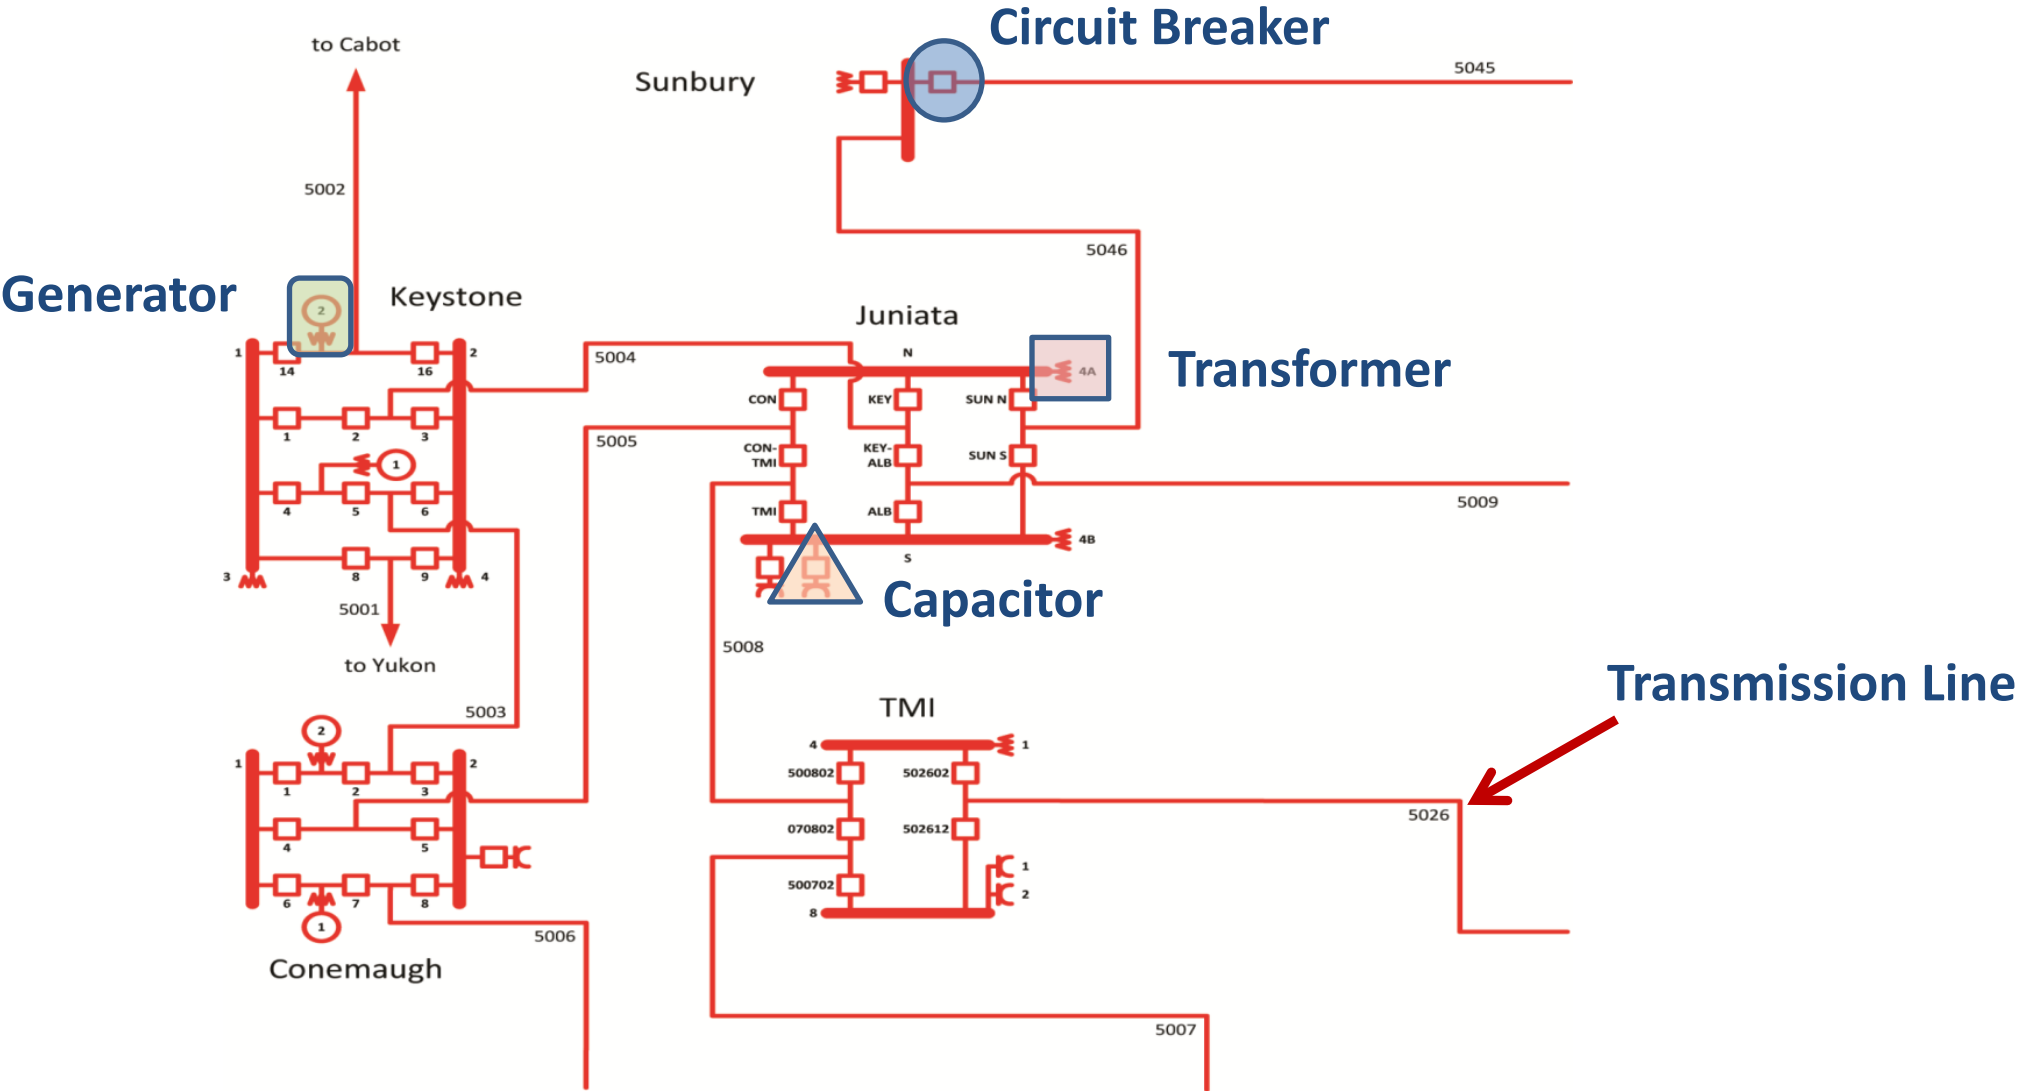 Circuit Breaker
to Cabot
Sunbury
5045
5002
5046
Generator
2
Keystone
Juniata
1
2
5004
N
14
16
4A
Transformer
CON
KEY
SUN N
1
2
3
5005
CON-
TMI
KEY-
ALB
SUN S
1
4
5
6
5009
TMI
ALB
4B
S
3
8
9
4
Capacitor
5001
5008
to Yukon
Transmission Line
5003
TMI
2
4
1
1
2
500802
502602
1
2
3
5026
070802
502612
4
5
1
500702
2
6
7
8
8
1
5006
Conemaugh
5007